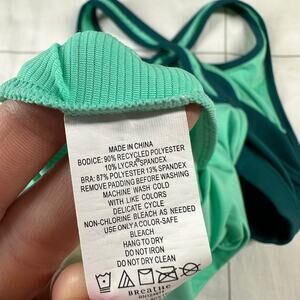 MADE IN CHINA
BODICE: 90% RECYCLED POLYESTER
10% LYCRA SPANDEX
BRA: 87% POLYESTER 13% SPANDEX
REMOVE PADDING BEFORE WASHING
MACHINE WASH COLD
WITH LIKE COLORS
DELICATE CYCLE
NON-CHLORINE BLEACH AS NEEDED
USE ONLY A COLOR-SAFE
BLEACH
HANG TO DRY
DO NOT IRON
DO NOT DRY CLEAN
BREATHE